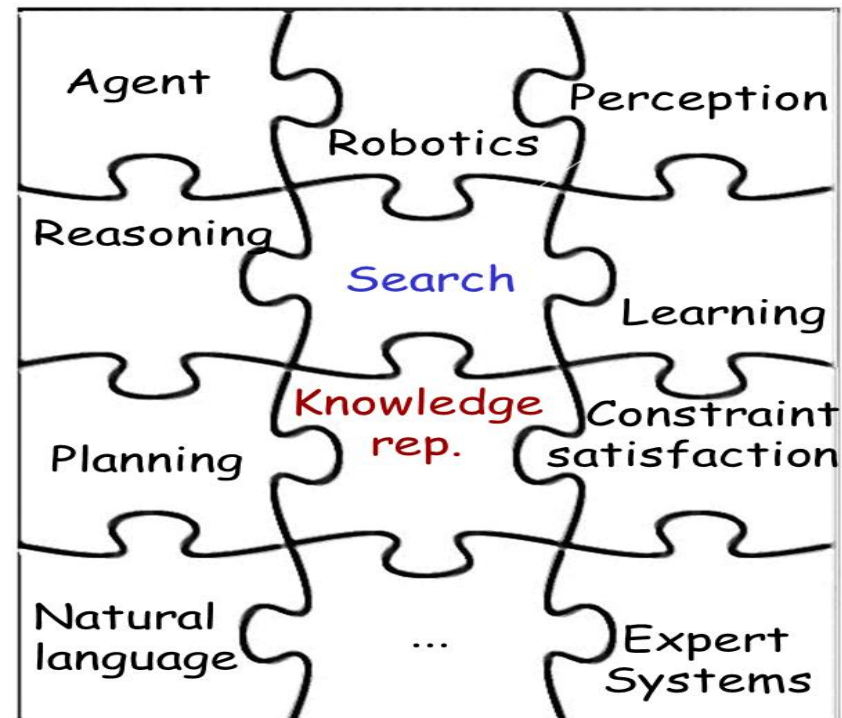 Agent
Robotics
Perception
Reasoning
Search
Learning
Planning
Knowledge
rep.
Constraint
satisfaction
Natural
language
...
Expert
Systems